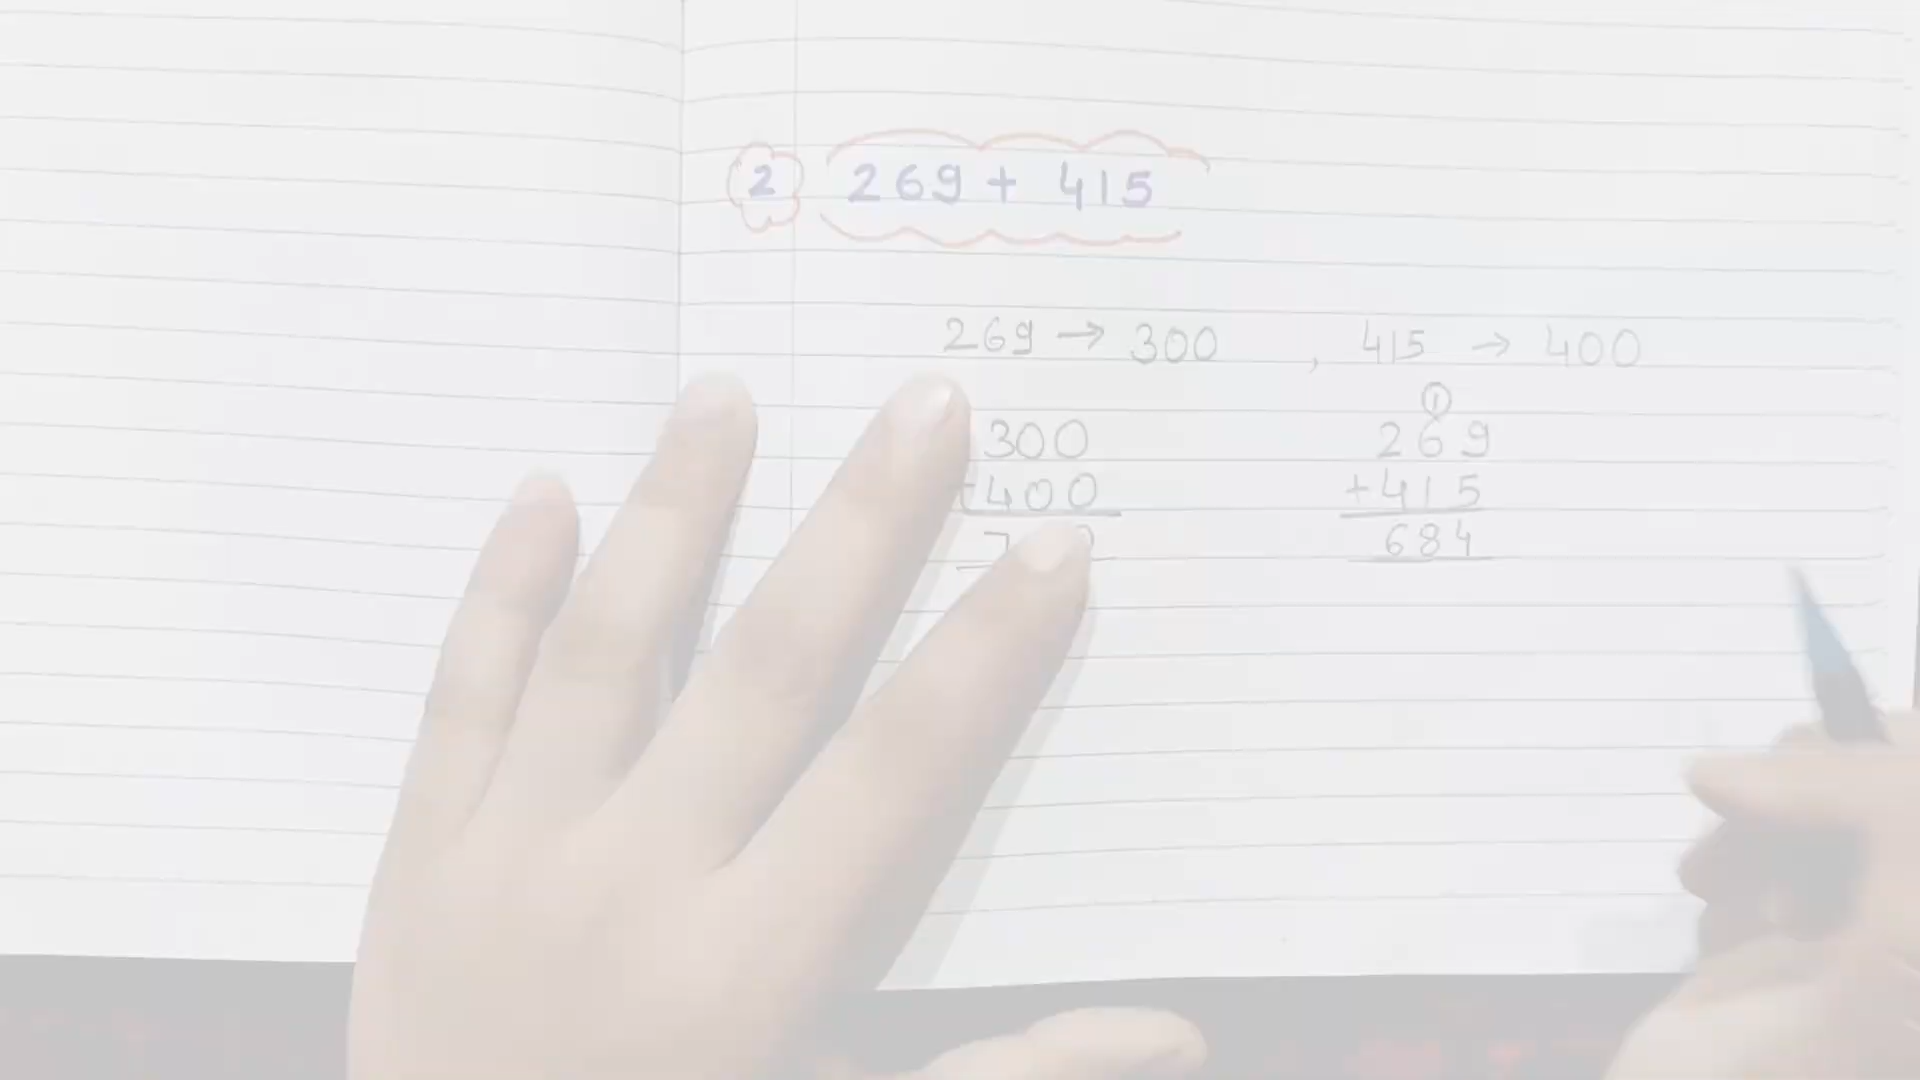 2 269 + 415
269 → 300 , 415 → 400
1
300 269
400 +415
684